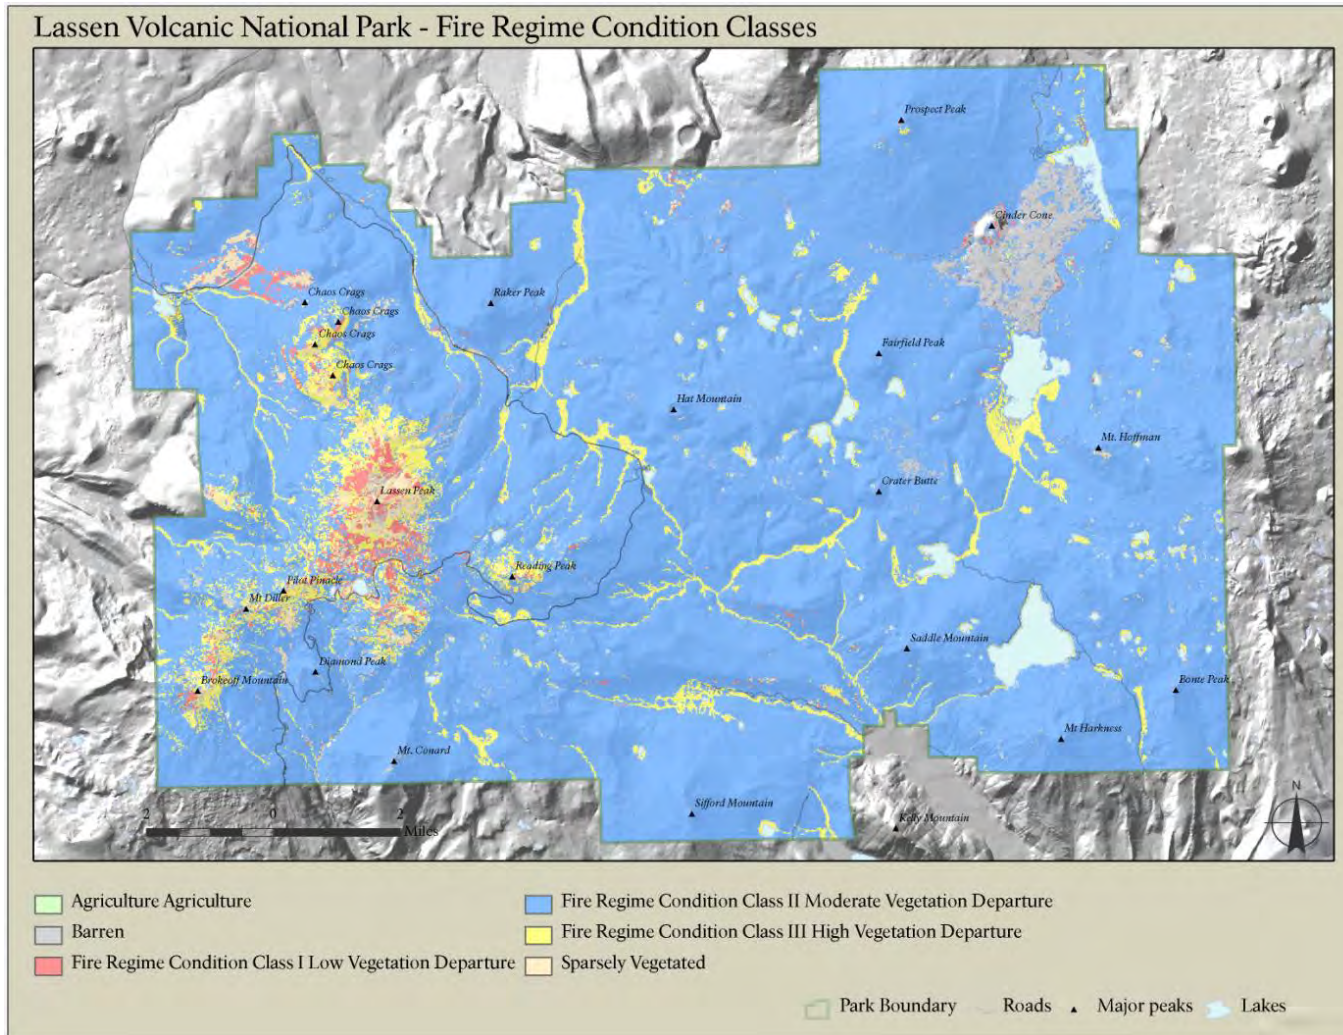 Lassen Volcanic National Park - Fire Regime Condition Classes
Prospect Peak
Cinder Cone
Chaos Crags
Raker Peak
Chaos Crags
Chaos Crags
Fairfield Peak
Chaos Crags
Hat Mountain
Mt. Hoffman
Crater Butte
Lassen Peak
Reading Peak
Pilot Pinacle
Mt Diller
Saddle Mountain
Diamond Peak
Brokeoff Mountain
Bonte Peak
Mt Harkness
Mt. Conard
Sifford Mountain
Kelly Mountain
2 0 2
Miles
N
Agriculture Agriculture
Barren
Fire Regime Condition Class I Low Vegetation Departure
Fire Regime Condition Class II Moderate Vegetation Departure
Fire Regime Condition Class III High Vegetation Departure
Sparsely Vegetated
Park Boundary Roads Major peaks Lakes